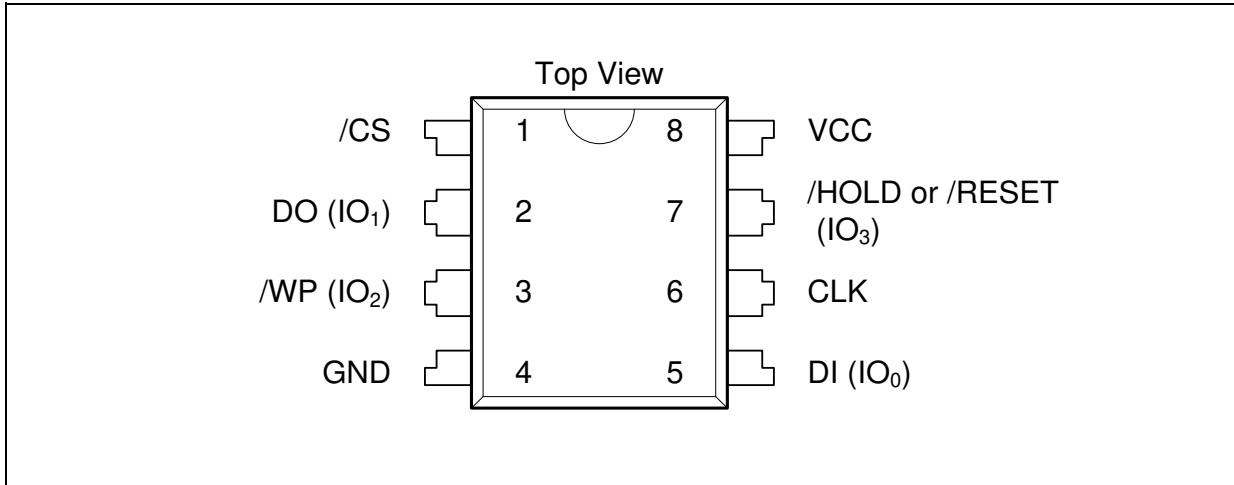 Top View
/CS 1 8 VCC
DO (IO₁) 2 7 /HOLD or /RESET
(IO₃)
/WP (IO₂) 3 6 CLK
GND 4 5 DI (IO₀)